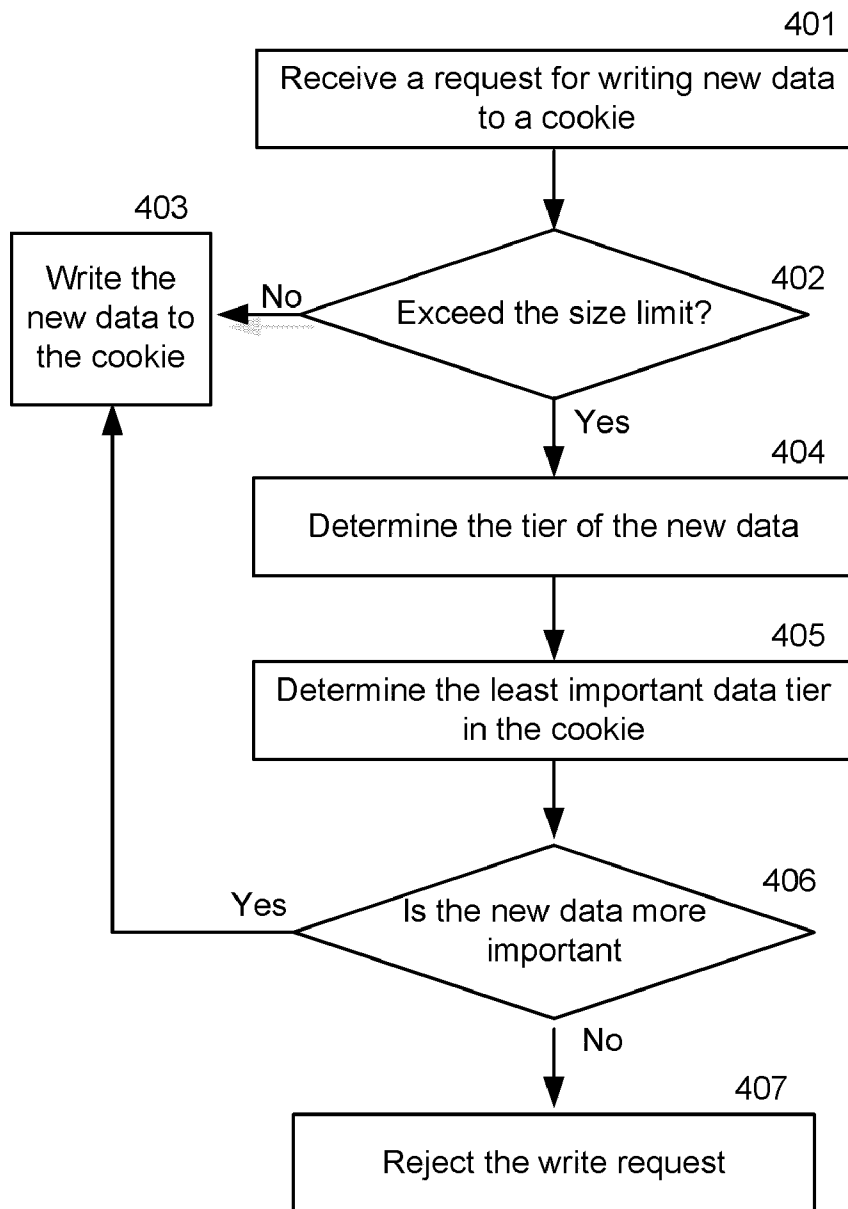 401
Receive a request for writing new data
to a cookie
403
Write the
new data to
the cookie
No
402
Exceed the size limit?
Yes
404
Determine the tier of the new data
405
Determine the least important data tier
in the cookie
406
Yes
Is the new data more
important
No
407
Reject the write request